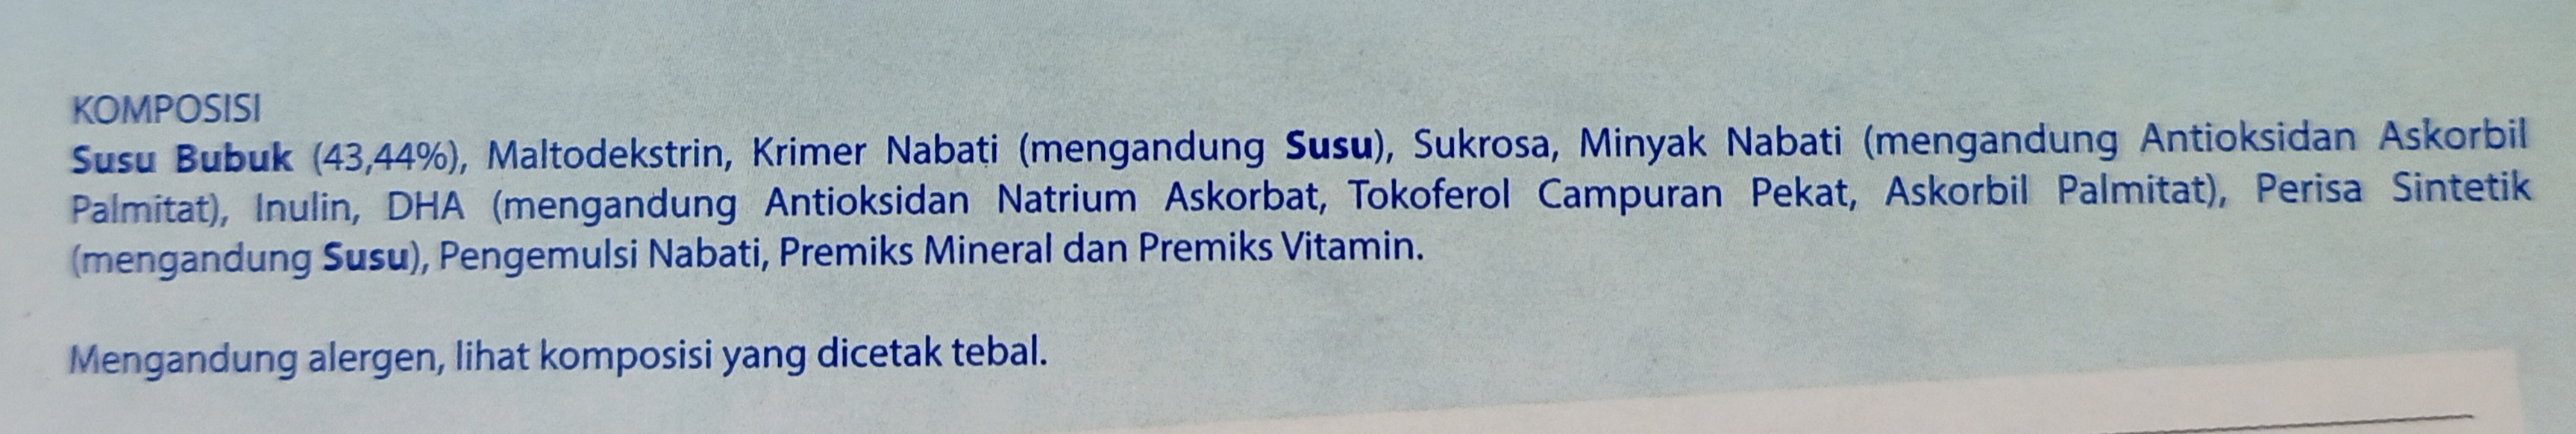 KOMPOSISI
Susu Bubuk (43,44%), Maltodekstrin, Krimer Nabati (mengandung Susu), Sukrosa, Minyak Nabati (mengandung Antioksidan Askorbil
Palmitat), Inulin, DHA (mengandung Antioksidan Natrium Askorbat, Tokoferol Campuran Pekat, Askorbil Palmitat), Perisa Sintetik
(mengandung Susu), Pengemulsi Nabati, Premiks Mineral dan Premiks Vitamin.
Mengandung alergen, lihat komposisi yang dicetak tebal.